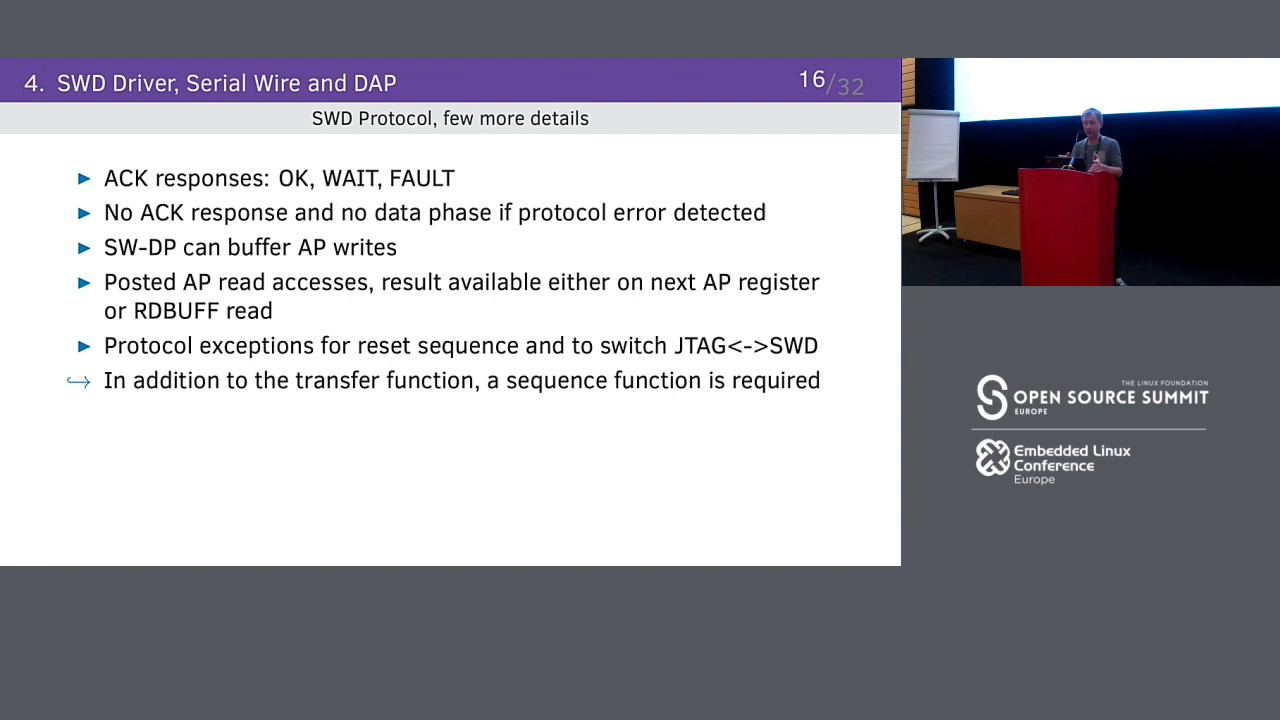 4. SWD Driver, Serial Wire and DAP
16/32
SWD Protocol, few more details
ACK responses: OK, WAIT, FAULT
No ACK response and no data phase if protocol error detected
SW-DP can buffer AP writes
Posted AP read accesses, result available either on next AP register
or RDBUFF read
Protocol exceptions for reset sequence and to switch JTAG<->SWD
↪ In addition to the transfer function, a sequence function is required
THE LINUX FOUNDATION
OPEN SOURCE SUMMIT
EUROPE
Embedded Linux
Conference
Europe